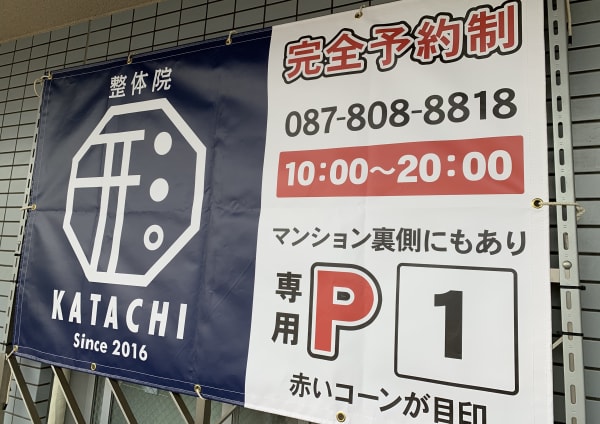 整体院
KATACHI
Since 2016
完全予約制
087-808-8818
10:00～20:00
マンション裏側にもあり
専用
P
1
赤いコーンが目印